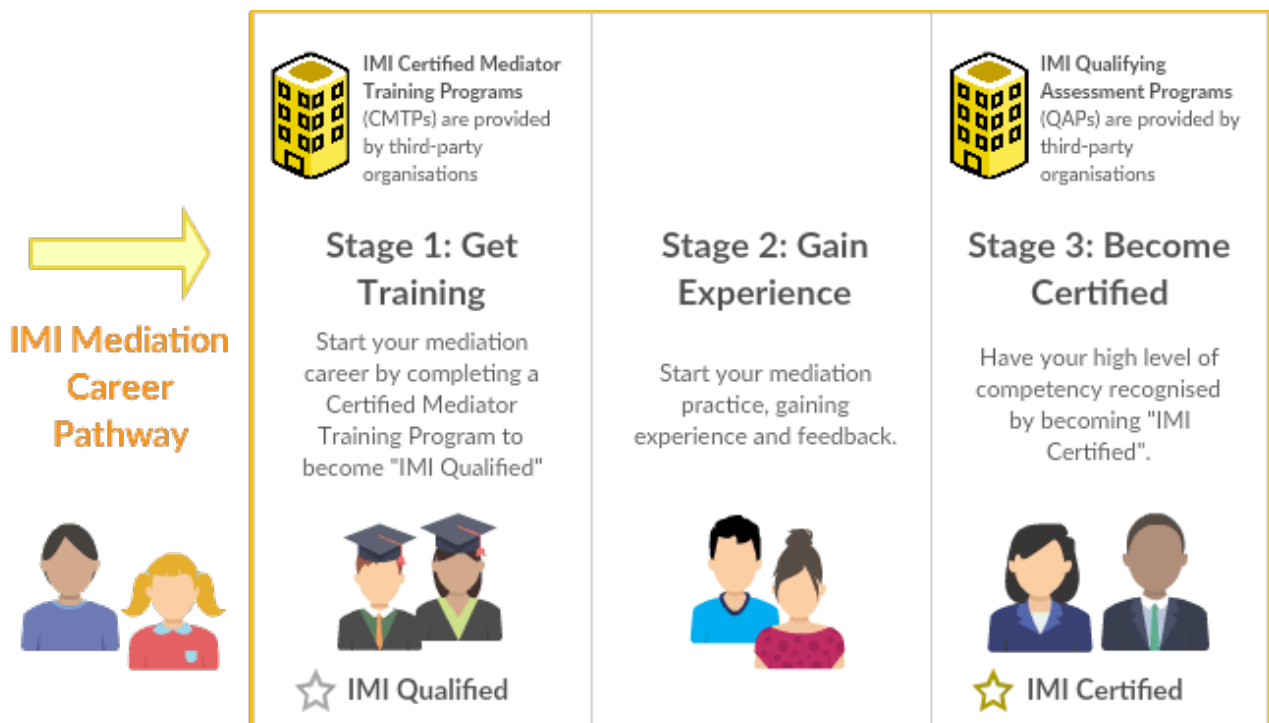 IMI Mediation
Career
Pathway
IMI Certified Mediator
Training Programs
(CMTPs) are provided
by third-party
organisations
Stage 1: Get
Training
Start your mediation
career by completing a
Certified Mediator
Training Program to
become "IMI Qualified"
IMI Qualified
Stage 2: Gain
Experience
Start your mediation
practice, gaining
experience and feedback.
IMI Qualifying
Assessment Programs
(QAPs) are provided by
third-party
organisations
Stage 3: Become
Certified
Have your high level of
competency recognised
by becoming "IMI
Certified".
IMI Certified